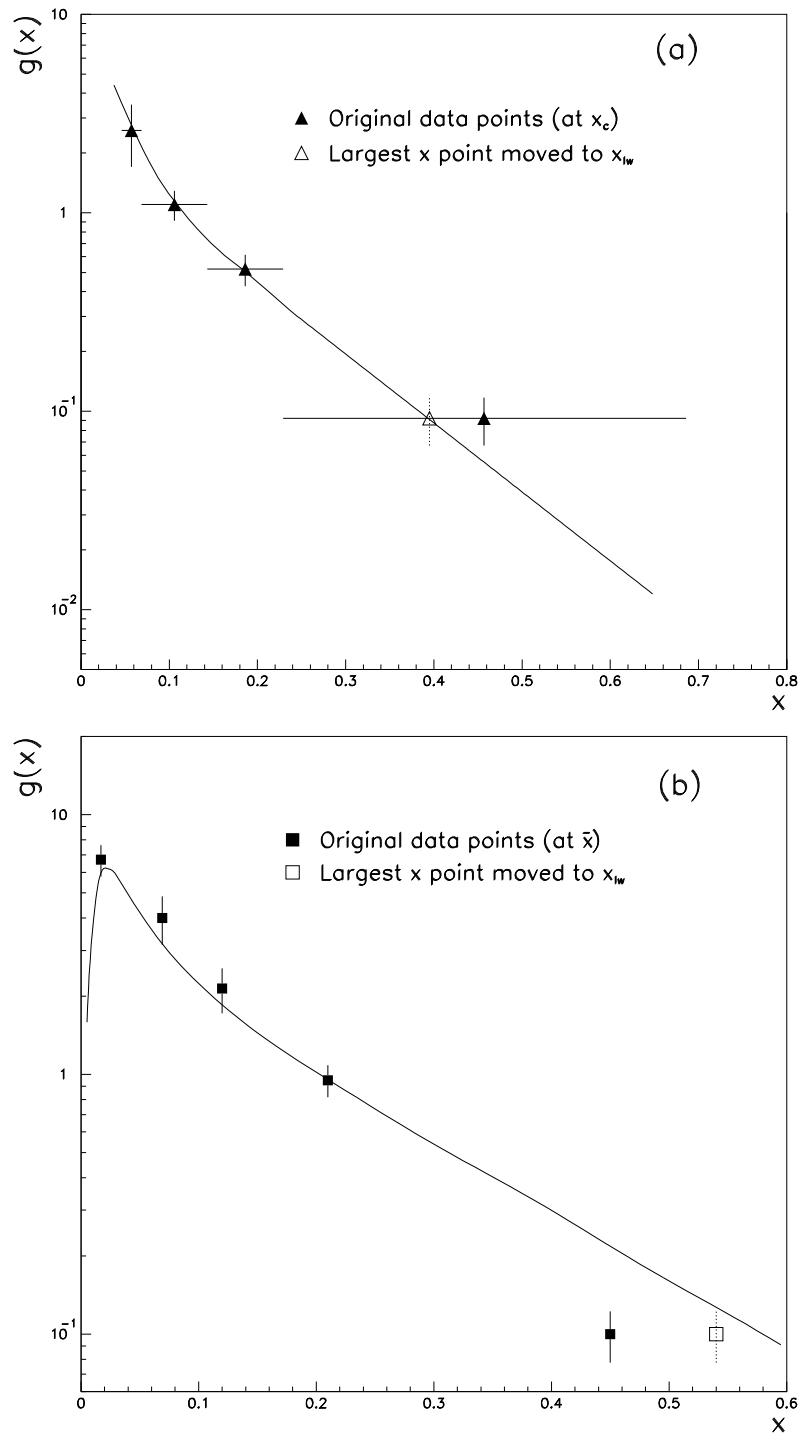 g(x)
(a)
▲ Original data points (at x_c)
△ Largest x point moved to x_lw
10
1
10^-1
10^-2
0 0.1 0.2 0.3 0.4 0.5 0.6 0.7 0.8
x
g(x)
(b)
■ Original data points (at x̄)
□ Largest x point moved to x_lw
10
1
10^-1
0 0.1 0.2 0.3 0.4 0.5 0.6
x